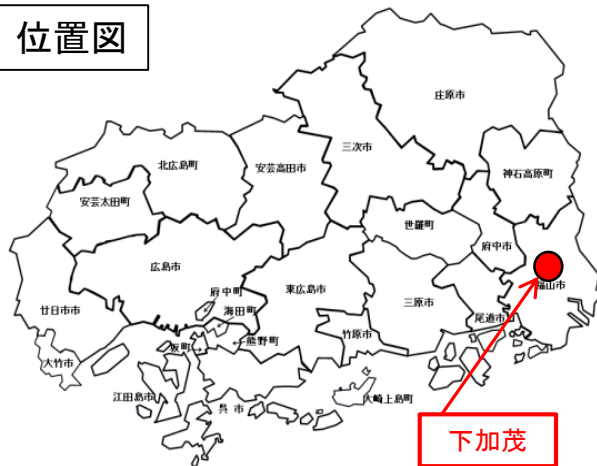 位置図
庄原市
三次市
北広島町
安芸高田市
神石高原町
安芸太田町
世羅町
府中市
広島市
東広島市
福山市
府中町
三原市
海田町
尾道市
廿日市市
竹原市
熊野町
坂町
大竹市
江田島市
大崎上島町
呉市
下加茂